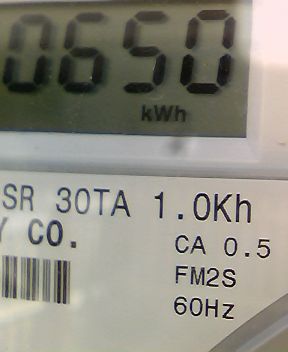 0650
kWh
SR 30TA 1.0Kh
Y CO.
CA 0.5
FM2S
60Hz